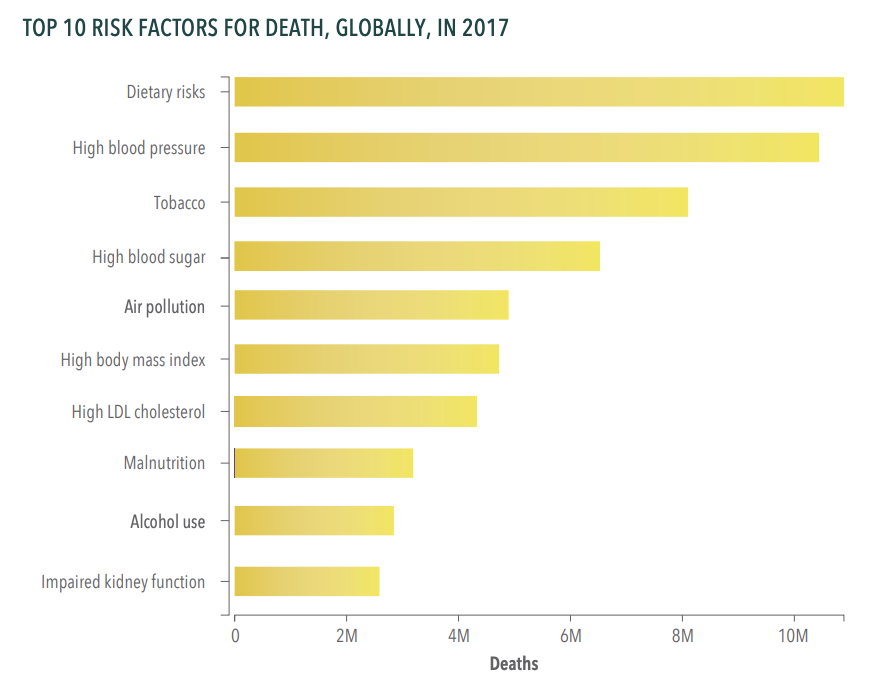 TOP 10 RISK FACTORS FOR DEATH, GLOBALLY, IN 2017
Dietary risks
High blood pressure
Tobacco
High blood sugar
Air pollution
High body mass index
High LDL cholesterol
Malnutrition
Alcohol use
Impaired kidney function
0 2M 4M 6M 8M 10M
Deaths